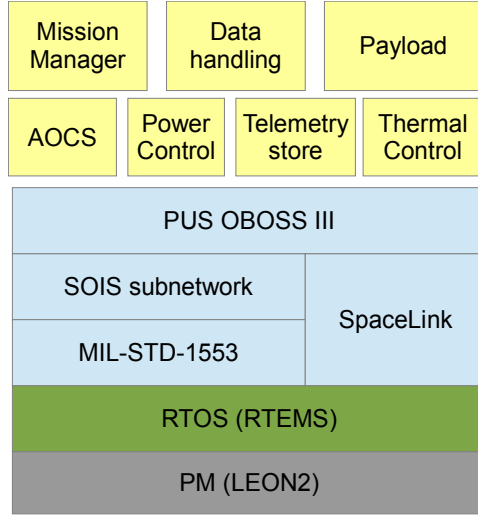 Mission
Manager
Data
handling
Payload
AOCS
Power
Control
Telemetry
store
Thermal
Control
PUS OBOSS III
SOIS subnetwork
SpaceLink
MIL-STD-1553
RTOS (RTEMS)
PM (LEON2)